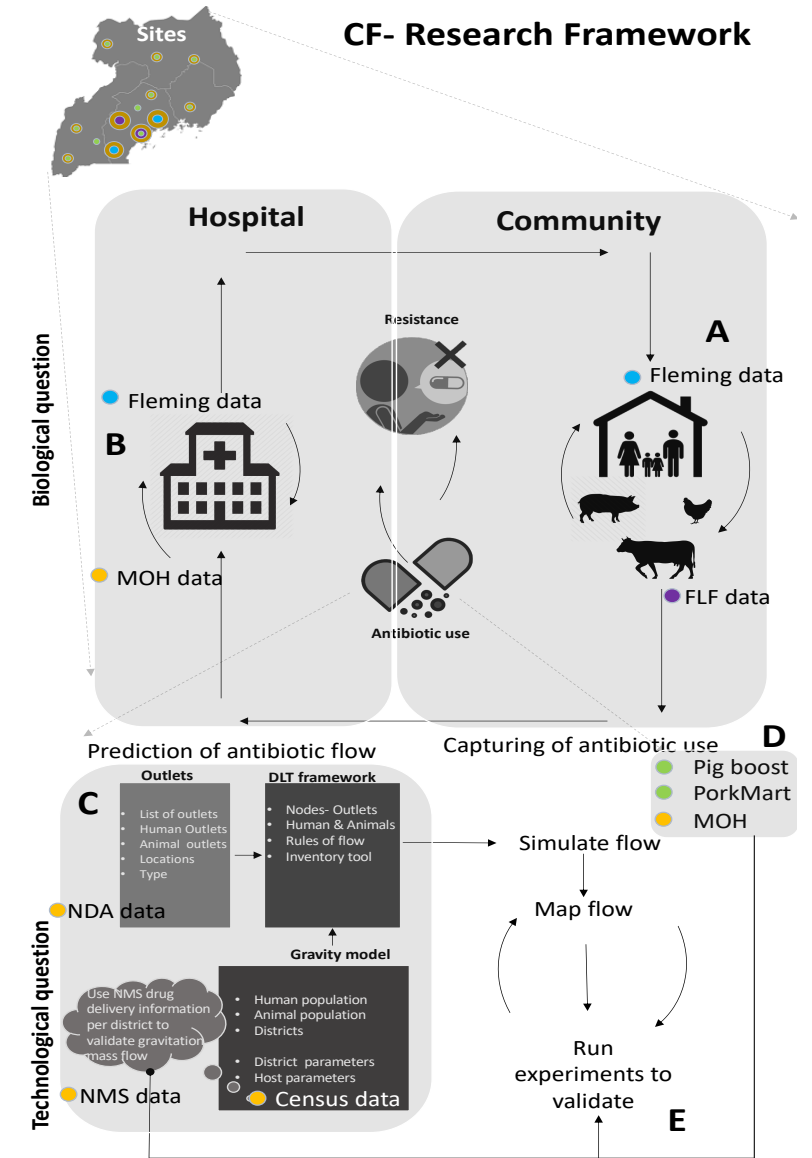 Sites
CF- Research Framework
Hospital
Community
Biological question
Resistance
A
Fleming data
Fleming data
B
MOH data
FLF data
Antibiotic use
Prediction of antibiotic flow
Capturing of antibiotic use
D
Pig boost
PorkMart
MOH
Technological question
C
Outlets
• List of outlets
• Human Outlets
• Animal outlets
• Locations
• Type
DLT framework
• Nodes- Outlets
• Human & Animals
• Rules of flow
• Inventory tool
NDA data
Gravity model
• Human population
• Animal population
• Districts
• District parameters
• Host parameters
Use NMS drug
delivery information
per district to
validate gravitation
mass flow
NMS data
Census data
Simulate flow
Map flow
Run
experiments to
validate
E